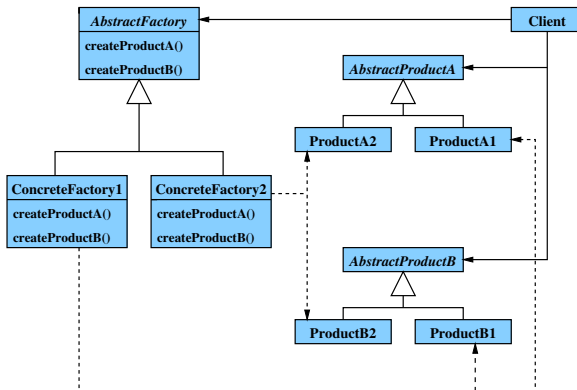 AbstractFactory
createProductA()
createProductB()
Client
AbstractProductA
ProductA2
ProductA1
ConcreteFactory1
createProductA()
createProductB()
ConcreteFactory2
createProductA()
createProductB()
AbstractProductB
ProductB2
ProductB1